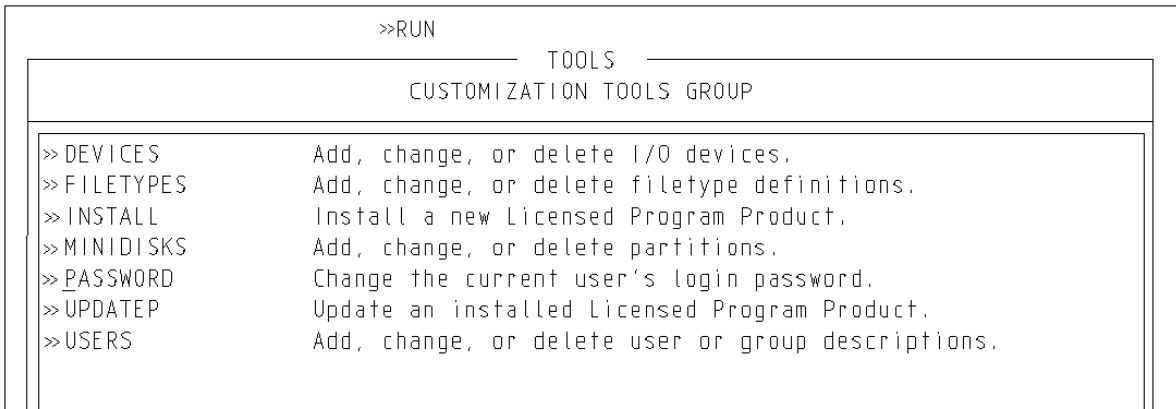 »RUN
TOOLS
CUSTOMIZATION TOOLS GROUP
»DEVICES Add, change, or delete I/O devices.
»FILETYPES Add, change, or delete filetype definitions.
»INSTALL Install a new Licensed Program Product.
»MINIDISKS Add, change, or delete partitions.
»PASSWORD Change the current user's login password.
»UPDATEP Update an installed Licensed Program Product.
»USERS Add, change, or delete user or group descriptions.